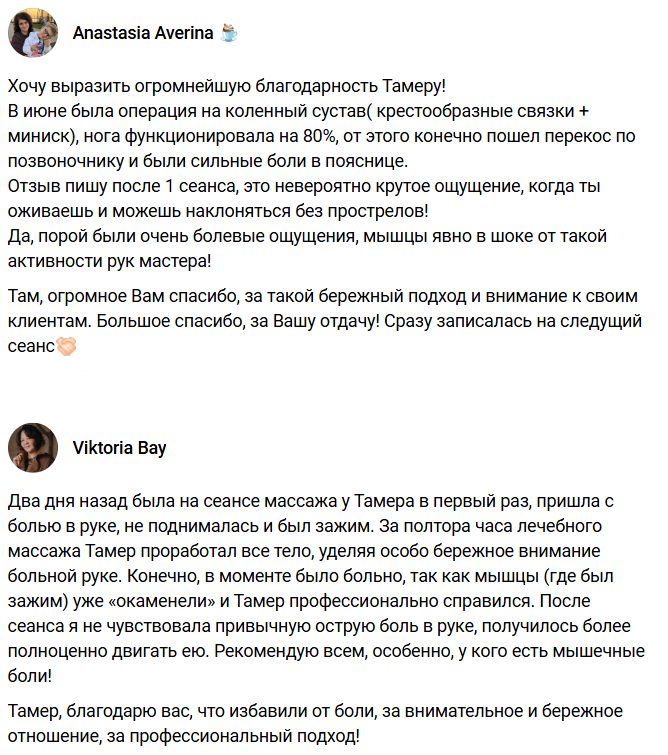 Anastasia Averina
Хочу выразить огромнейшую благодарность Тамеру!
В июне была операция на коленный сустав( крестообразные связки +
миниск), нога функционировала на 80%, от этого конечно пошел перекос по
позвоночнику и были сильные боли в пояснице.
Отзыв пишу после 1 сеанса, это невероятно крутое ощущение, когда ты
оживаешь и можешь наклоняться без прострелов!
Да, порой были очень болевые ощущения, мышцы явно в шоке от такой
активности рук мастера!
Там, огромное Вам спасибо, за такой бережный подход и внимание к своим
клиентам. Большое спасибо, за Вашу отдачу! Сразу записалась на следущий
сеанс🫶🏻
Viktoria Bay
Два дня назад была на сеансе массажа у Тамера в первый раз, пришла с
болью в руке, не поднималась и был зажим. За полтора часа лечебного
массажа Тамер проработал все тело, уделяя особо бережное внимание
больной руке. Конечно, в моменте было больно, так как мышцы (где был
зажим) уже «окаменели» и Тамер профессионально справился. После
сеанса я не чувствовала привычную острую боль в руке, получилось более
полноценно двигать ею. Рекомендую всем, особенно, у кого есть мышечные
боли!
Тамер, благодарю вас, что избавили от боли, за внимательное и бережное
отношение, за профессиональный подход!